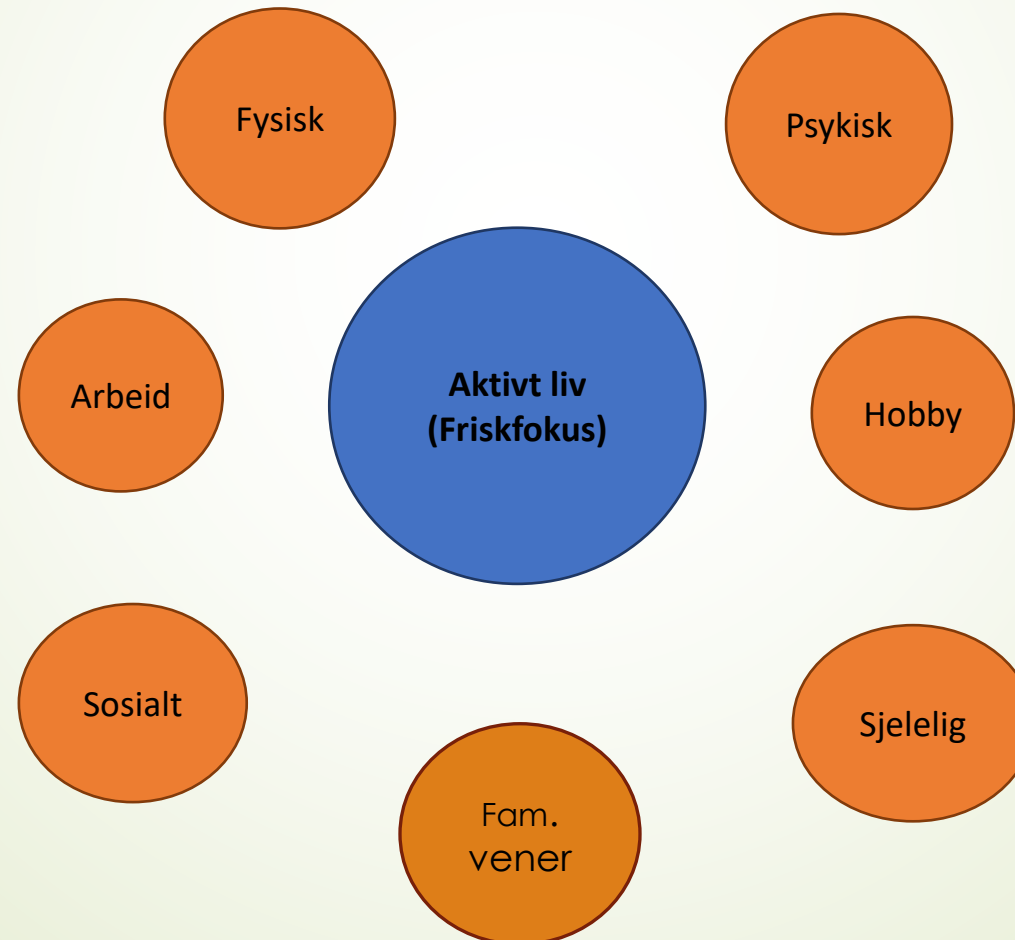 Fysisk
Psykisk
Aktivt liv
(Friskfokus)
Arbeid
Hobby
Sosialt
Sjelelig
Fam.
vener